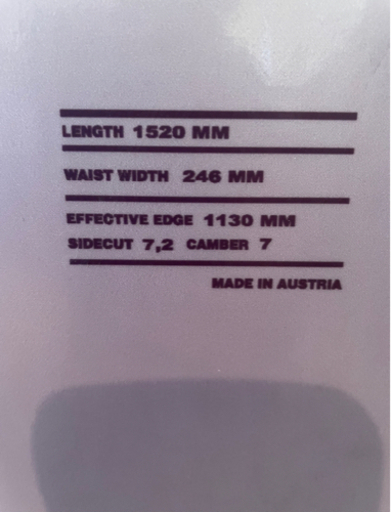 LENGTH 1520 MM
WAIST WIDTH 246 MM
EFFECTIVE EDGE 1130 MM
SIDECUT 7,2 CAMBER 7
MADE IN AUSTRIA